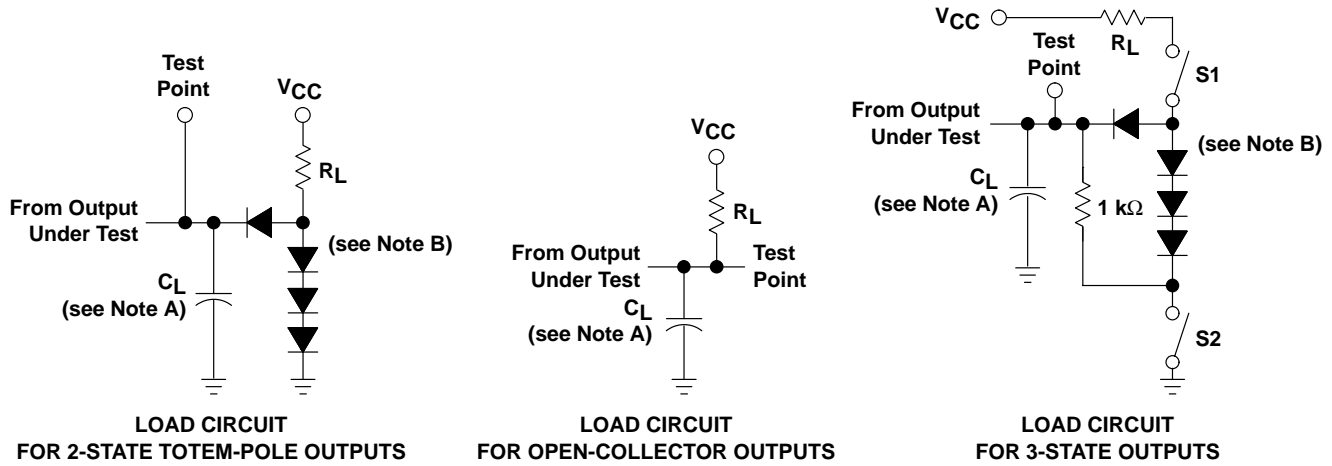 Test
Point
VCC
RL
From Output
Under Test
(see Note B)
CL
(see Note A)
LOAD CIRCUIT
FOR 2-STATE TOTEM-POLE OUTPUTS
VCC
RL
From Output
Under Test
Test
Point
CL
(see Note A)
LOAD CIRCUIT
FOR OPEN-COLLECTOR OUTPUTS
VCC
RL
Test
Point
S1
From Output
Under Test
(see Note B)
CL
(see Note A)
1 kΩ
S2
LOAD CIRCUIT
FOR 3-STATE OUTPUTS